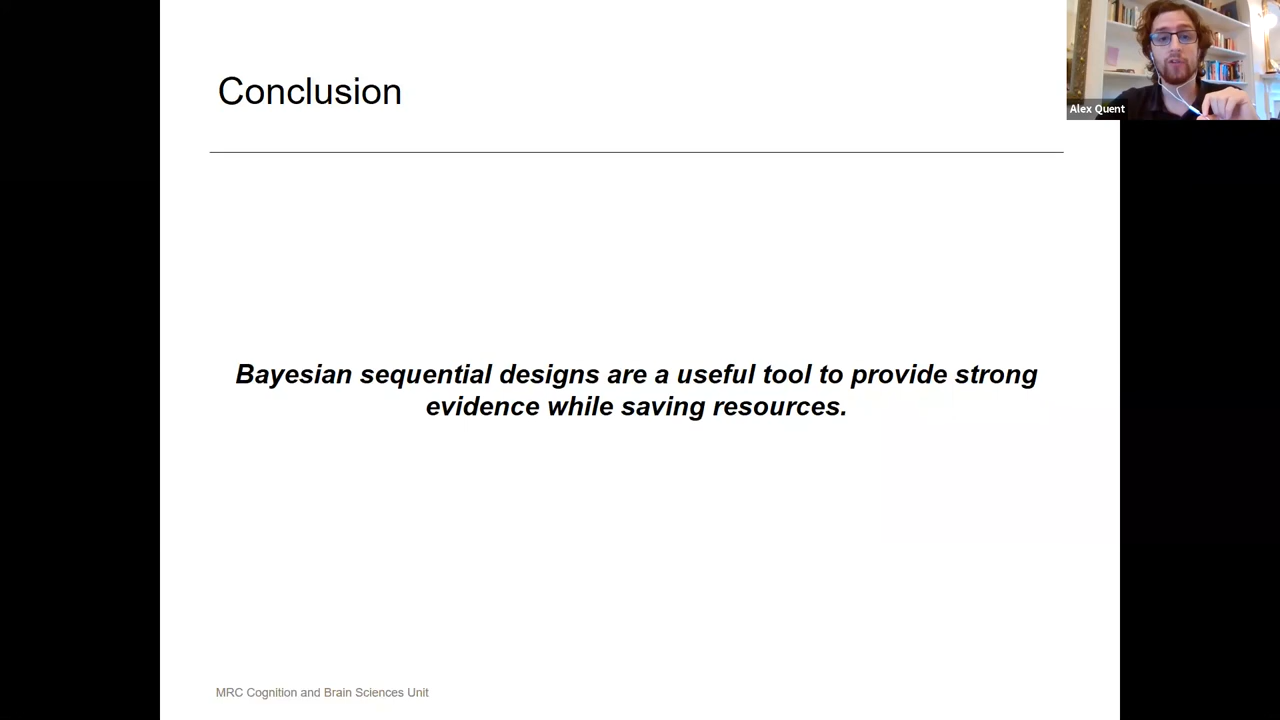 Conclusion
Alex Quent
Bayesian sequential designs are a useful tool to provide strong
evidence while saving resources.
MRC Cognition and Brain Sciences Unit